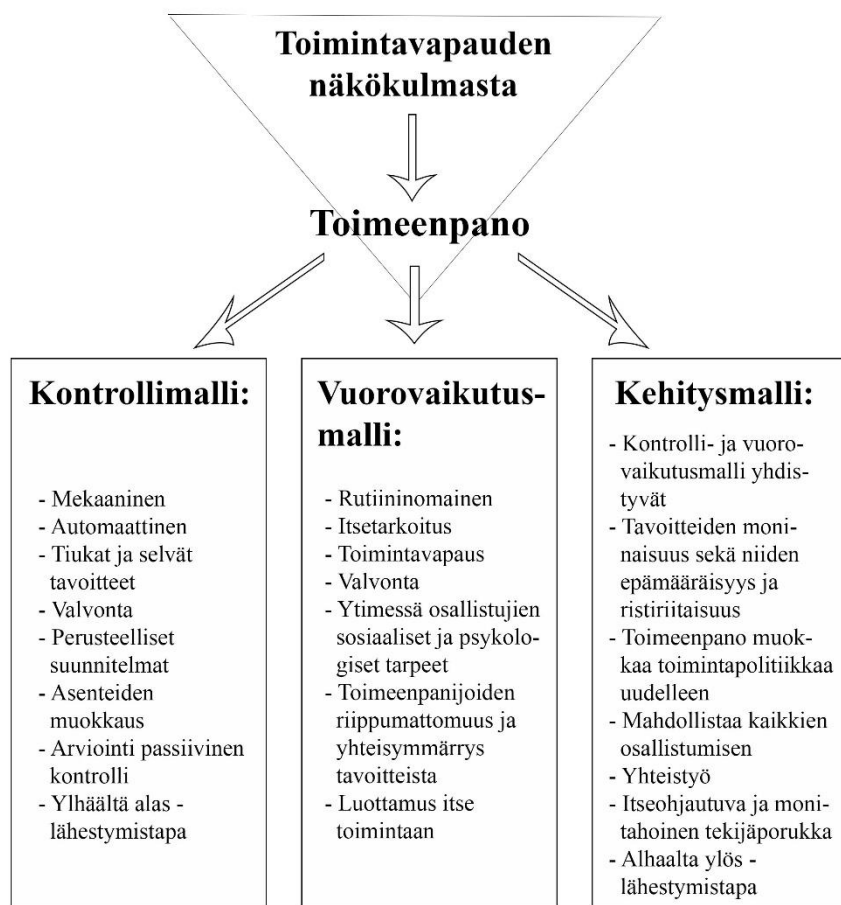 Toimintavapauden
näkökulmasta
Toimeenpano
Kontrollimalli:
- Mekaaninen
- Automaattinen
- Tiukat ja selvät
tavoitteet
- Valvonta
- Perusteelliset
suunnitelmat
- Asenteiden
muokkaus
- Arviointi passiivinen
kontrolli
- Ylhäältä alas -
lähestymistapa
Vuorovaikutus-
malli:
- Rutiininomainen
- Itsetarkoitus
- Toimintavapaus
- Valvonta
- Ytimessä osallistujien
sosiaaliset ja psykolo-
giset tarpeet
- Toimeenpanijoiden
riippumattomuus ja
yhteisymmärrys
tavoitteista
- Luottamus itse
toimintaan
Kehitysmalli:
- Kontrolli- ja vuoro-
vaikutusmalli yhdis-
tyvät
- Tavoitteiden moni-
naisuus sekä niiden
epämääräisyys ja
ristiriitaisuus
- Toimeenpano muok-
kaa toimintapolitiikkaa
uudelleen
- Mahdollistaa kaikkien
osallistumisen
- Yhteistyö
- Itseohjautuva ja moni-
tahoinen tekijäporukka
- Alhaalta ylös -
lähestymistapa